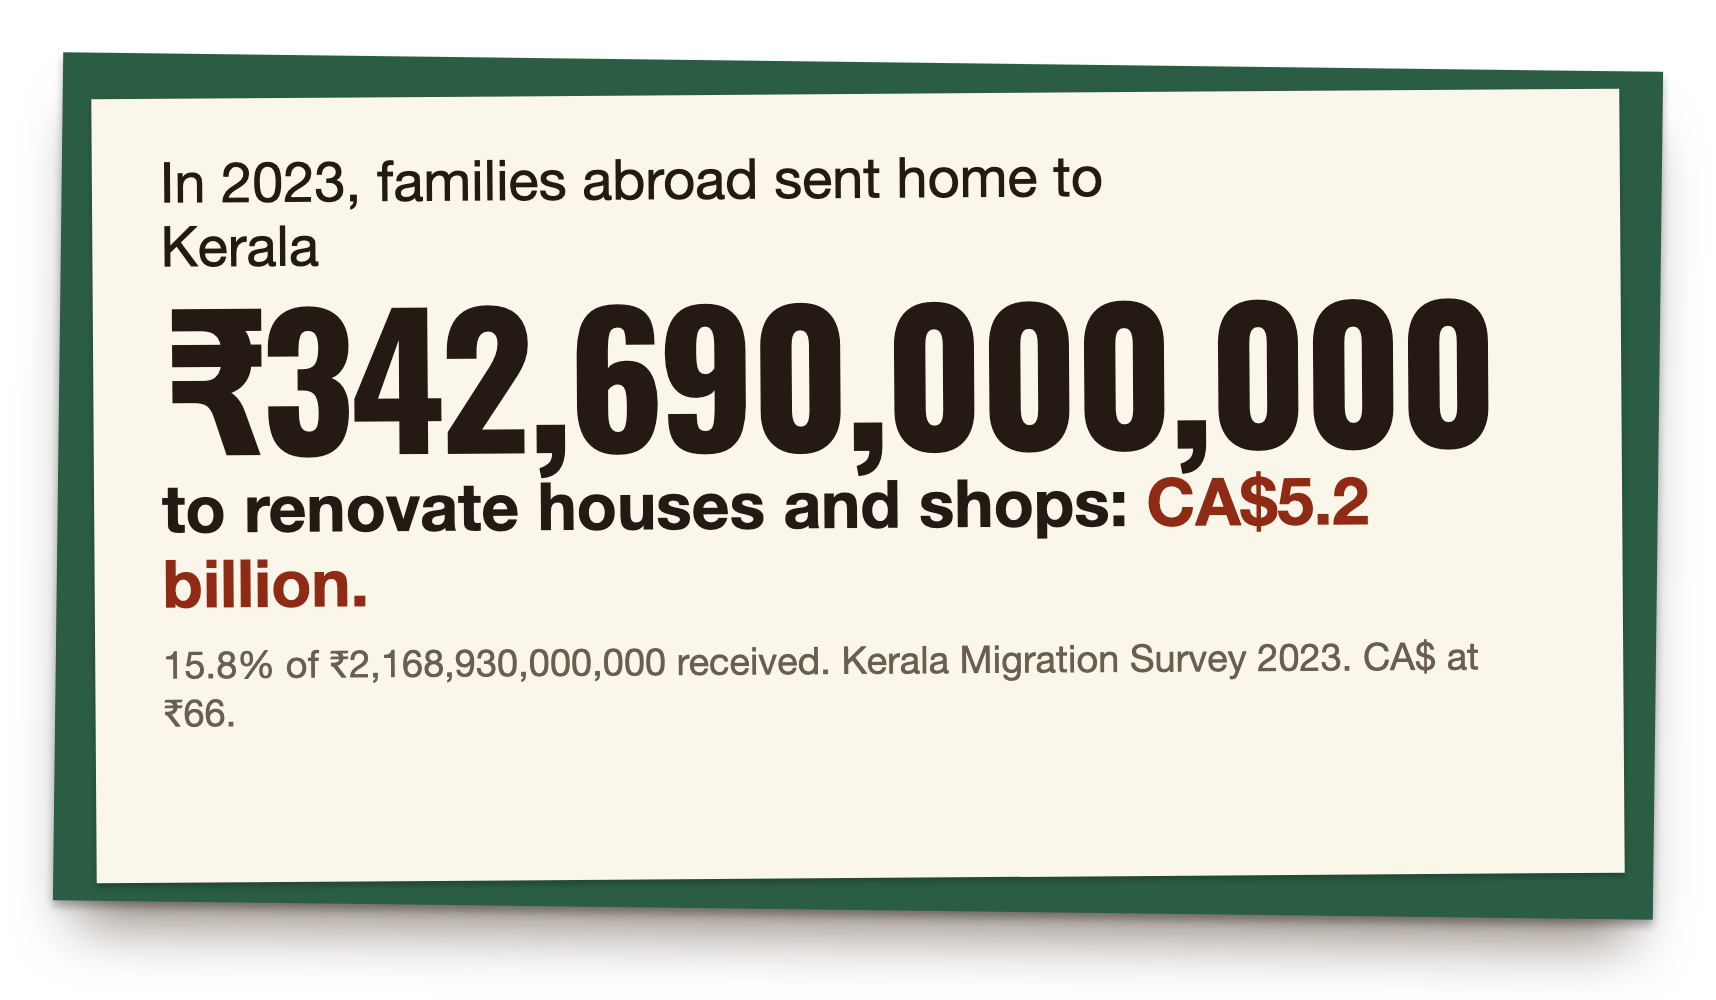 In 2023, families abroad sent home to
Kerala
₹342,690,000,000
to renovate houses and shops: CA$5.2
billion.
15.8% of ₹2,168,930,000,000 received. Kerala Migration Survey 2023. CA$ at
₹66.